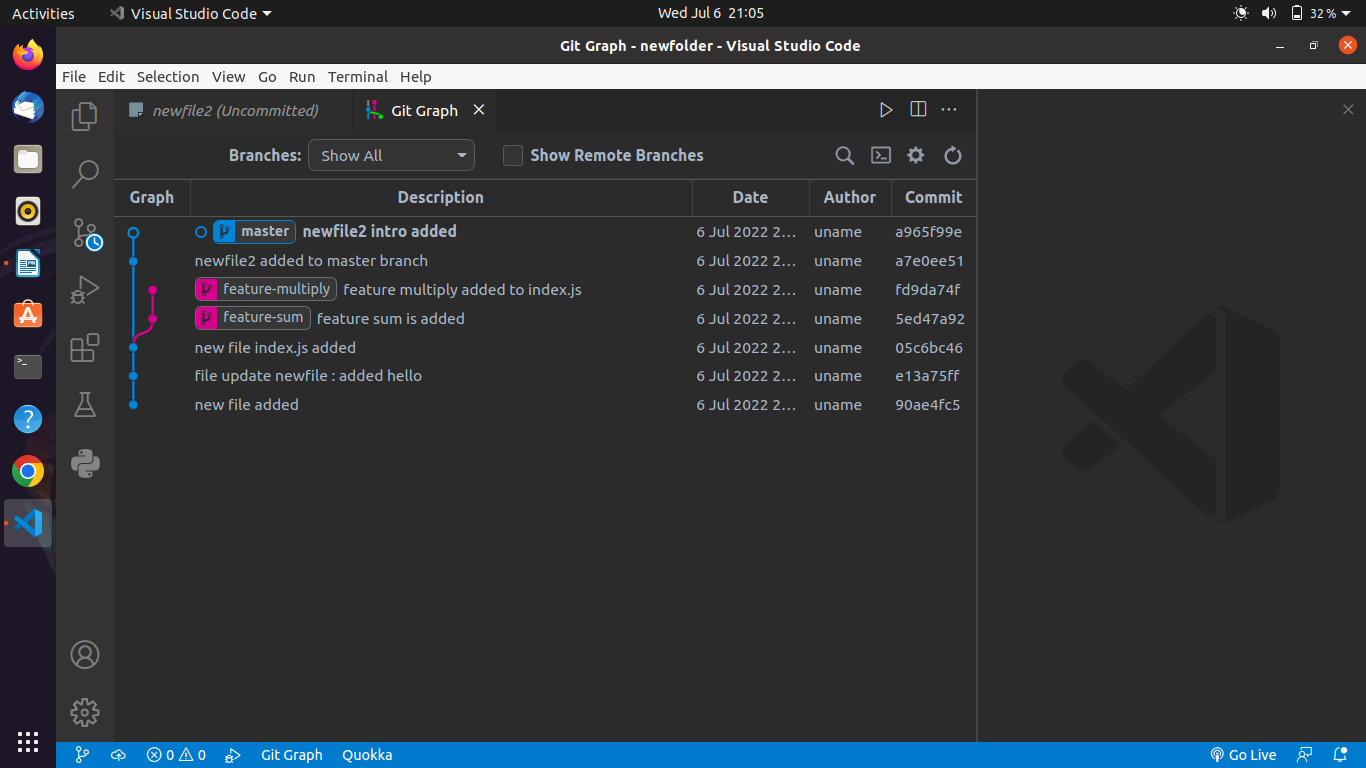 Activities Visual Studio Code Wed Jul 6 21:05 32 %
Git Graph - newfolder - Visual Studio Code
File Edit Selection View Go Run Terminal Help
newfile2 (Uncommitted) Git Graph
Branches: Show All Show Remote Branches
Graph Description Date Author Commit
master newfile2 intro added 6 Jul 2022 2... uname a965f99e
newfile2 added to master branch 6 Jul 2022 2... uname a7e0ee51
feature-multiply feature multiply added to index.js 6 Jul 2022 2... uname fd9da74f
feature-sum feature sum is added 6 Jul 2022 2... uname 5ed47a92
new file index.js added 6 Jul 2022 2... uname 05c6bc46
file update newfile : added hello 6 Jul 2022 2... uname e13a75ff
new file added 6 Jul 2022 2... uname 90ae4fc5
0 0 Git Graph Quokka Go Live